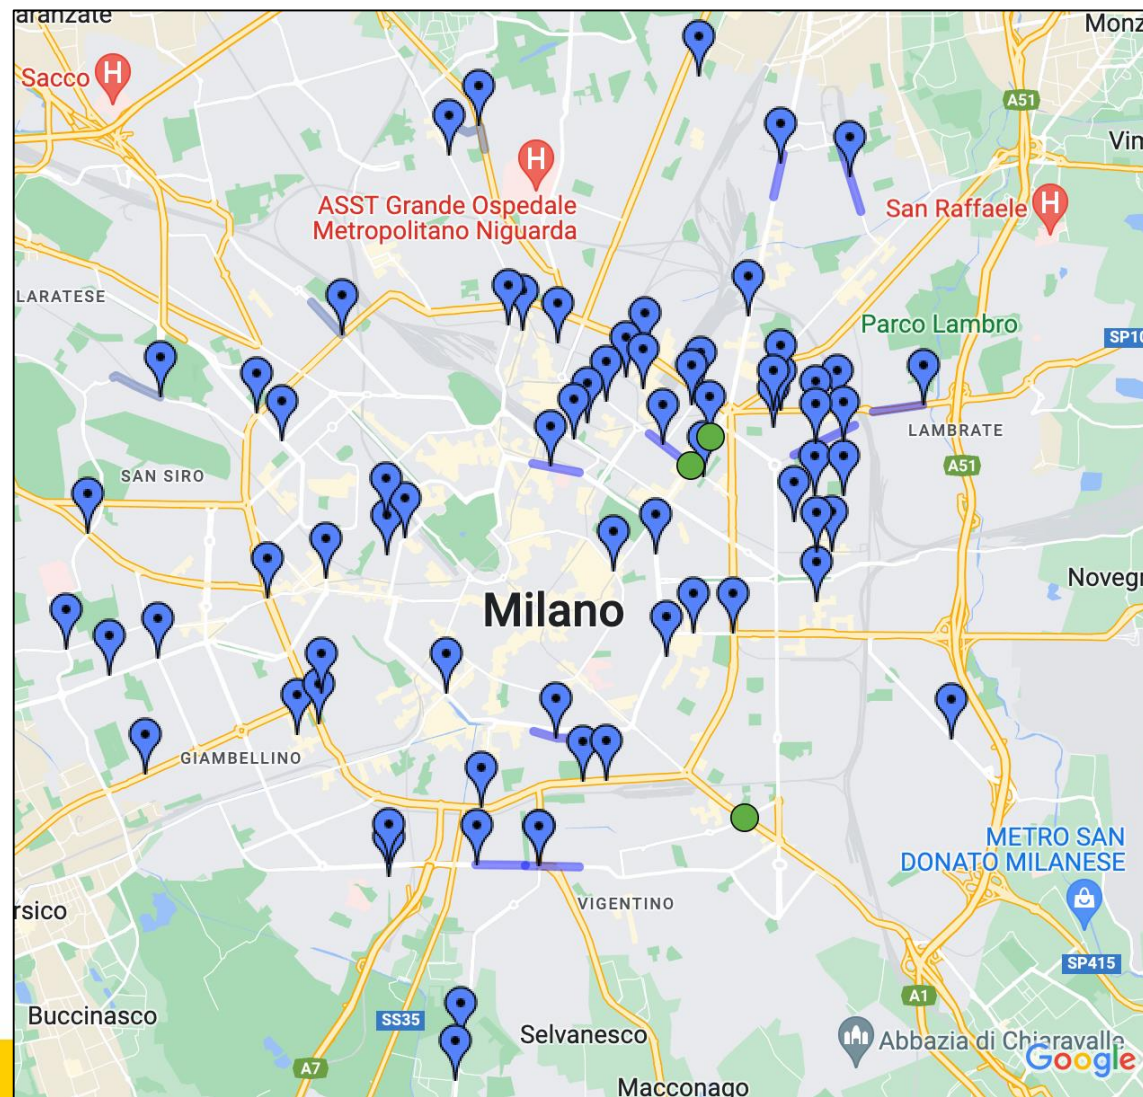 aranzate
Monz
Sacco
H
A51
Vin
H
ASST Grande Ospedale
Metropolitano Niguarda
San Raffaele
H
LARATESE
Parco Lambro
SP10
LAMBRATE
SAN SIRO
A51
Novegr
Milano
GIAMBELLINO
METRO SAN
DONATO MILANESE
rsico
VIGENTINO
SP415
A1
Buccinasco
SS35
Selvanesco
Abbazia di Chiaravalle
Google
A7
Macconago